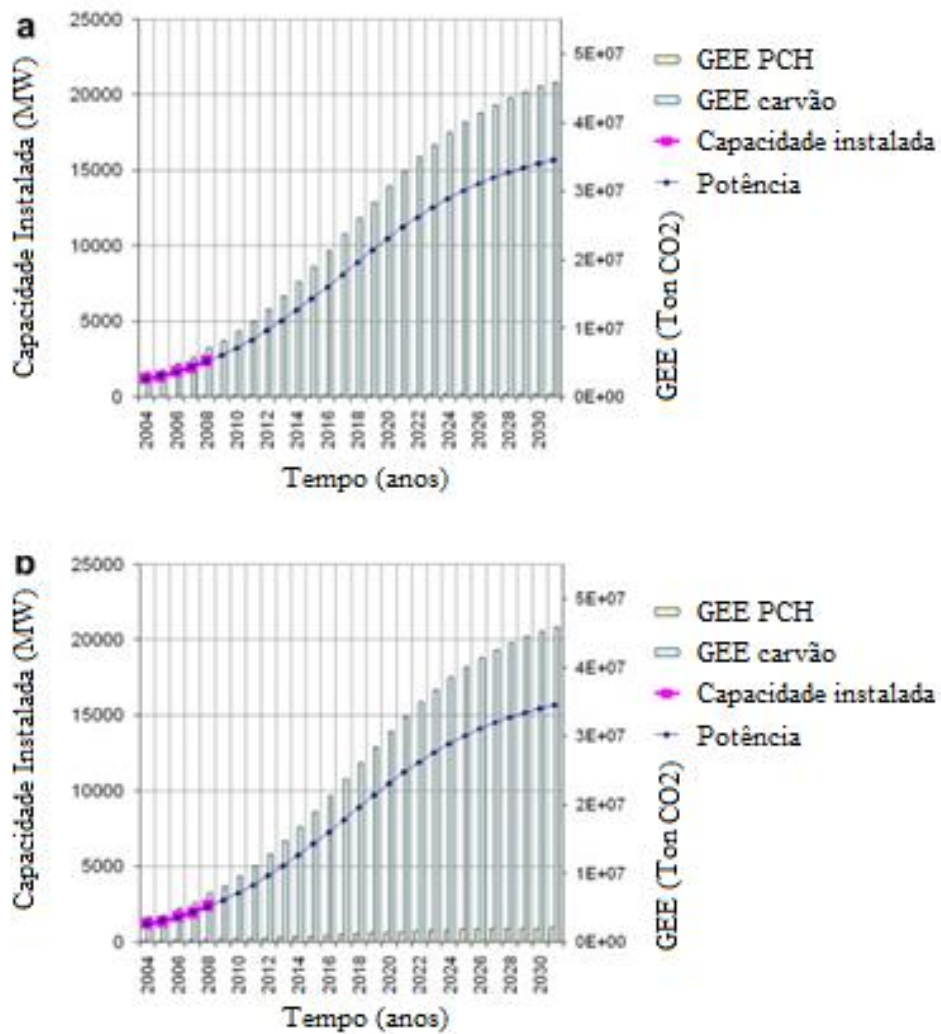 a
25000
20000
15000
10000
5000
0
Capacidade Instalada (MW)
5E+07
4E+07
3E+07
2E+07
1E+07
0E+00
GEE (Ton CO2)
2004
2006
2008
2010
2012
2014
2016
2018
2020
2022
2024
2026
2028
2030
Tempo (anos)
GEE PCH
GEE carvão
Capacidade instalada
Potência
b
25000
20000
15000
10000
5000
0
Capacidade Instalada (MW)
5E+07
4E+07
3E+07
2E+07
1E+07
0E+00
GEE (Ton CO2)
2004
2006
2008
2010
2012
2014
2016
2018
2020
2022
2024
2026
2028
2030
Tempo (anos)
GEE PCH
GEE carvão
Capacidade instalada
Potência